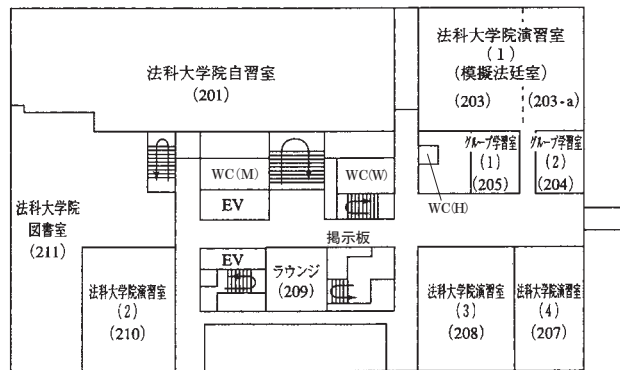 法科大学院自習室
(201)
法科大学院演習室
(1)
(模擬法廷室)
(203)
(203-a)
グループ学習室
(1)
(205)
グループ学習室
(2)
(204)
WC(M)
WC(W)
WC(H)
EV
法科大学院
図書室
(211)
掲示板
EV
ラウンジ
(209)
法科大学院演習室
(2)
(210)
法科大学院演習室
(3)
(208)
法科大学院演習室
(4)
(207)